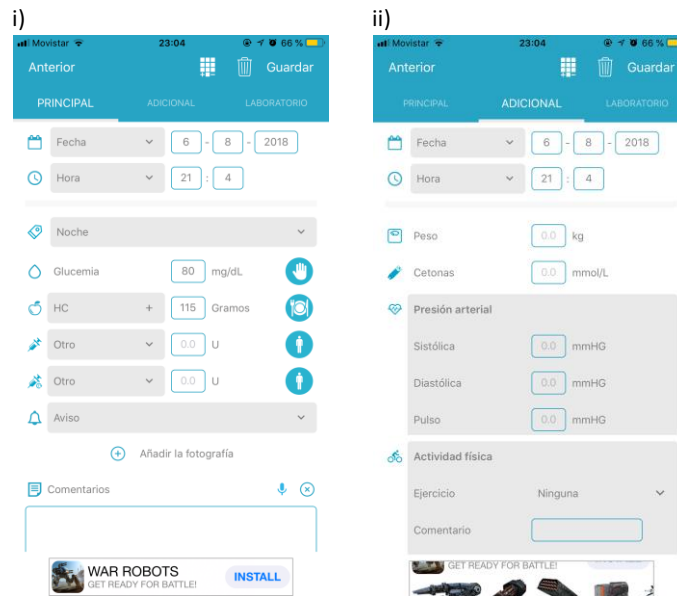 i)
Movistar 23:04 66 %
Anterior Guardar
PRINCIPAL ADICIONAL LABORATORIO
Fecha 6 - 8 - 2018
Hora 21 : 4
Noche
Glucemia 80 mg/dL
HC + 115 Gramos
Otro 0.0 U
Otro 0.0 U
Aviso
Añadir la fotografía
Comentarios
WAR ROBOTS
GET READY FOR BATTLE!
INSTALL
ii)
Movistar 23:04 66 %
Anterior Guardar
PRINCIPAL ADICIONAL LABORATORIO
Fecha 6 - 8 - 2018
Hora 21 : 4
Peso 0.0 kg
Cetonas 0.0 mmol/L
Presión arterial
Sistólica 0.0 mmHG
Diastólica 0.0 mmHG
Pulso 0.0 mmHG
Actividad física
Ejercicio Ninguna
Comentario
GET READY FOR BATTLE!